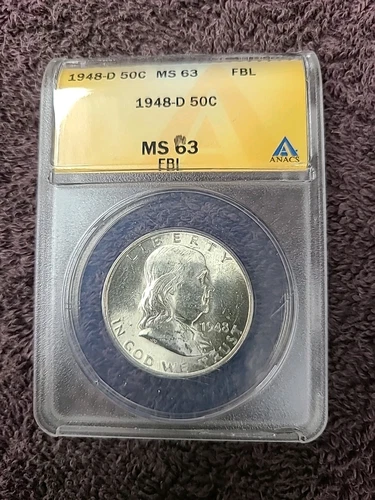 1948-D 50C MS 63 FBL
1948-D 50C
MS 63
FBL
ANACS
LIBERTY
1948
IN GOD WE TRUST